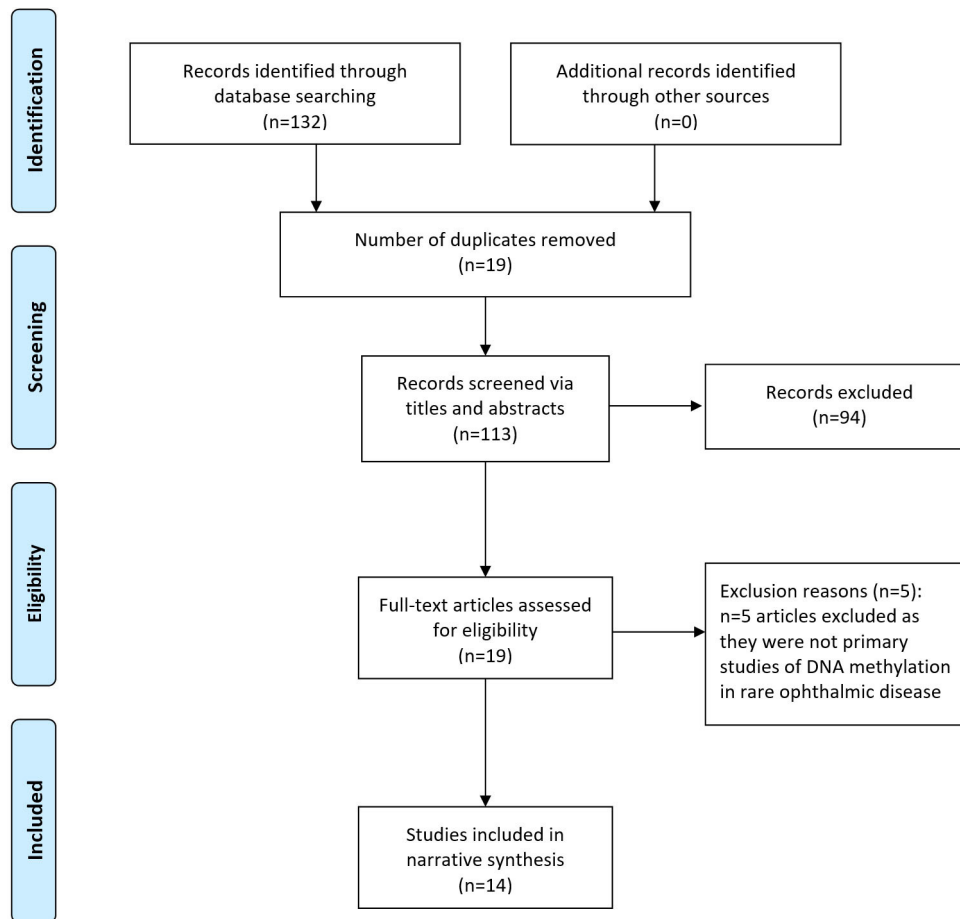 Identification
Records identified through
database searching
(n=132)
Additional records identified
through other sources
(n=0)
Number of duplicates removed
(n=19)
Screening
Records screened via
titles and abstracts
(n=113)
Records excluded
(n=94)
Eligibility
Full-text articles assessed
for eligibility
(n=19)
Exclusion reasons (n=5):
n=5 articles excluded as
they were not primary
studies of DNA methylation
in rare ophthalmic disease
Included
Studies included in
narrative synthesis
(n=14)